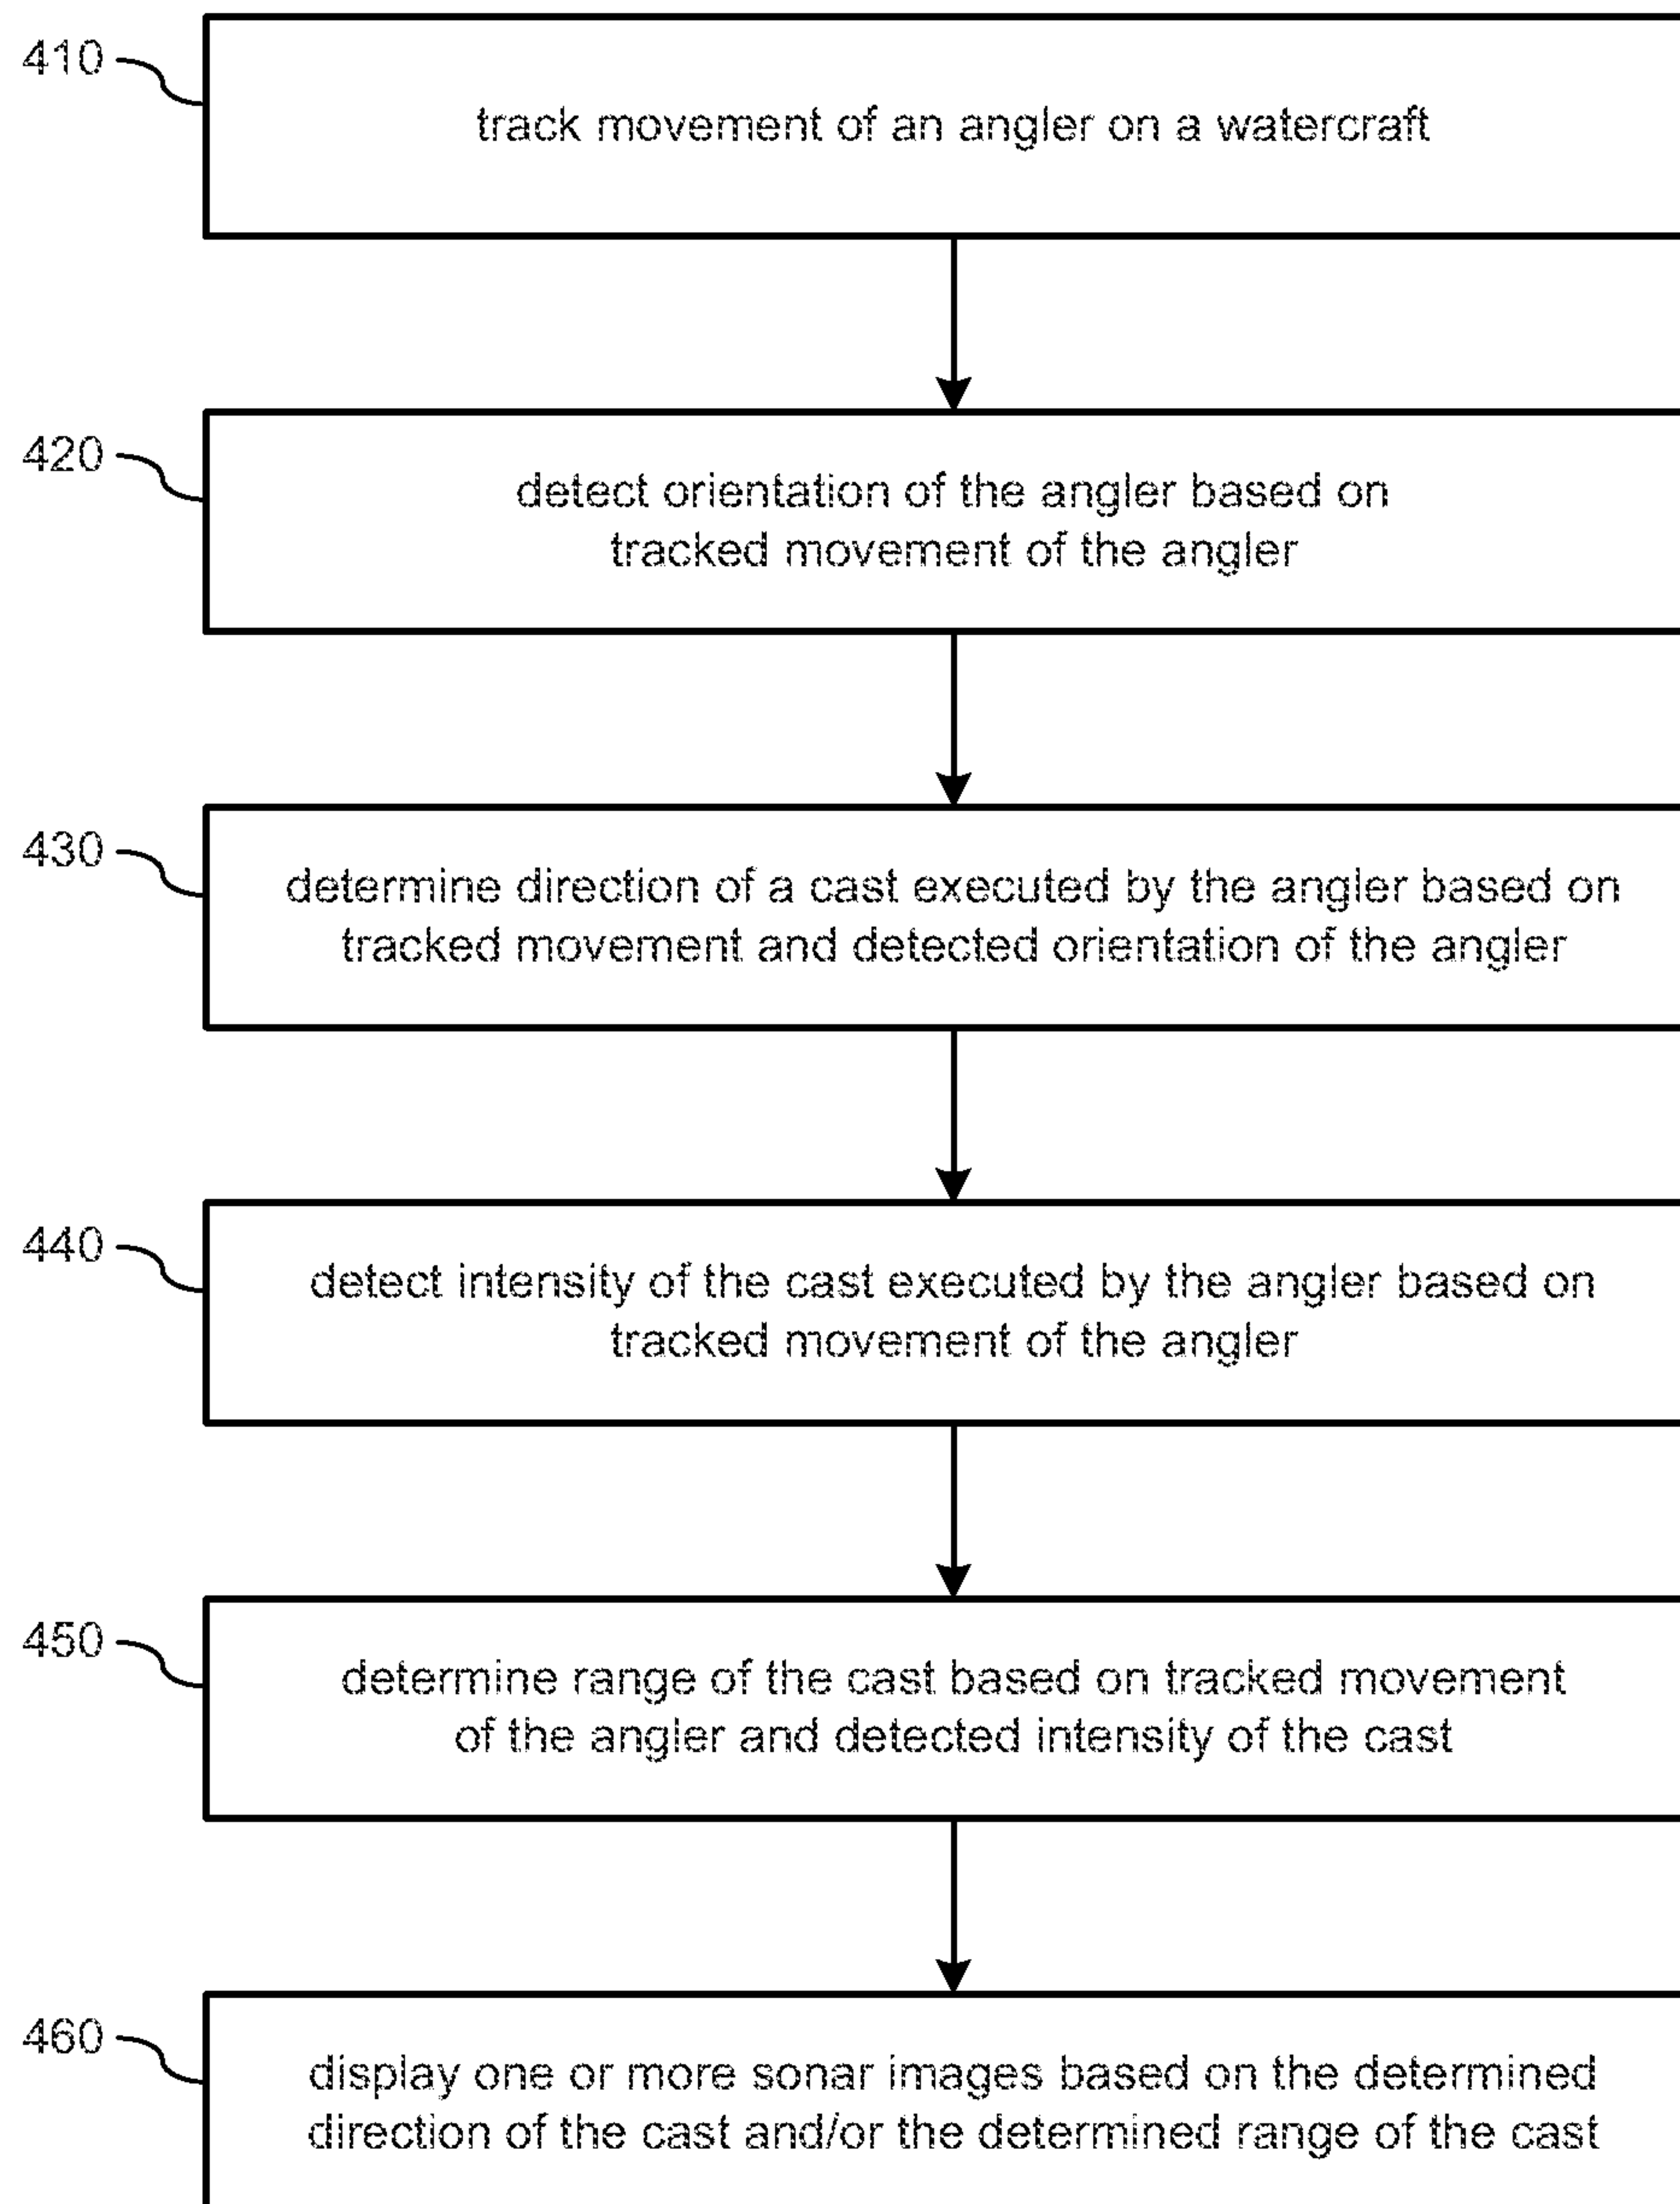 410
track movement of an angler on a watercraft
420
detect orientation of the angler based on
tracked movement of the angler
430
determine direction of a cast executed by the angler based on
tracked movement and detected orientation of the angler
440
detect intensity of the cast executed by the angler based on
tracked movement of the angler
450
determine range of the cast based on tracked movement
of the angler and detected intensity of the cast
460
display one or more sonar images based on the determined
direction of the cast and/or the determined range of the cast